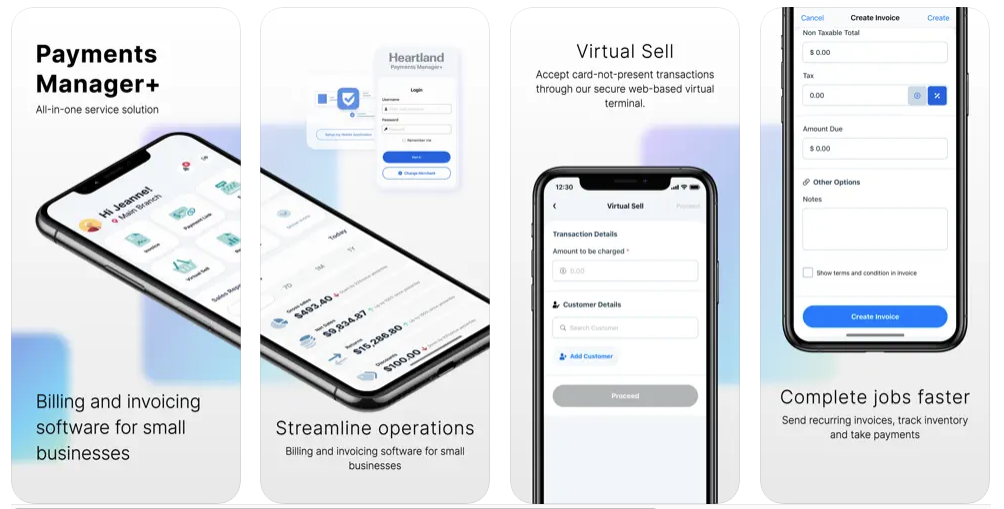 Payments
Manager+
All-in-one service solution
Hi Jeanne!
Main Branch
Invoice
Payment Link
Virtual Sell
Sales Repo
Billing and invoicing
software for small
businesses
Heartland
Payments Manager+
Login
Username
Password
Remember me
Change Merchant
Today
7D
1M
1Y
Gross sales
$493.40
Net Sales
$9,834.87
Returns
$15,286.80
Discounts
$100.00
Streamline operations
Billing and invoicing software for small
businesses
Virtual Sell
Accept card-not-present transactions
through our secure web-based virtual
terminal.
12:30
Virtual Sell
Proceed
Transaction Details
Amount to be charged *
0.00
Customer Details
Search Customer
Add Customer
Proceed
Cancel
Create Invoice
Create
Non Taxable Total
$ 0.00
Tax
0.00
%
Amount Due
$ 0.00
Other Options
Notes
Show terms and condition in invoice
Create Invoice
Complete jobs faster
Send recurring invoices, track inventory
and take payments